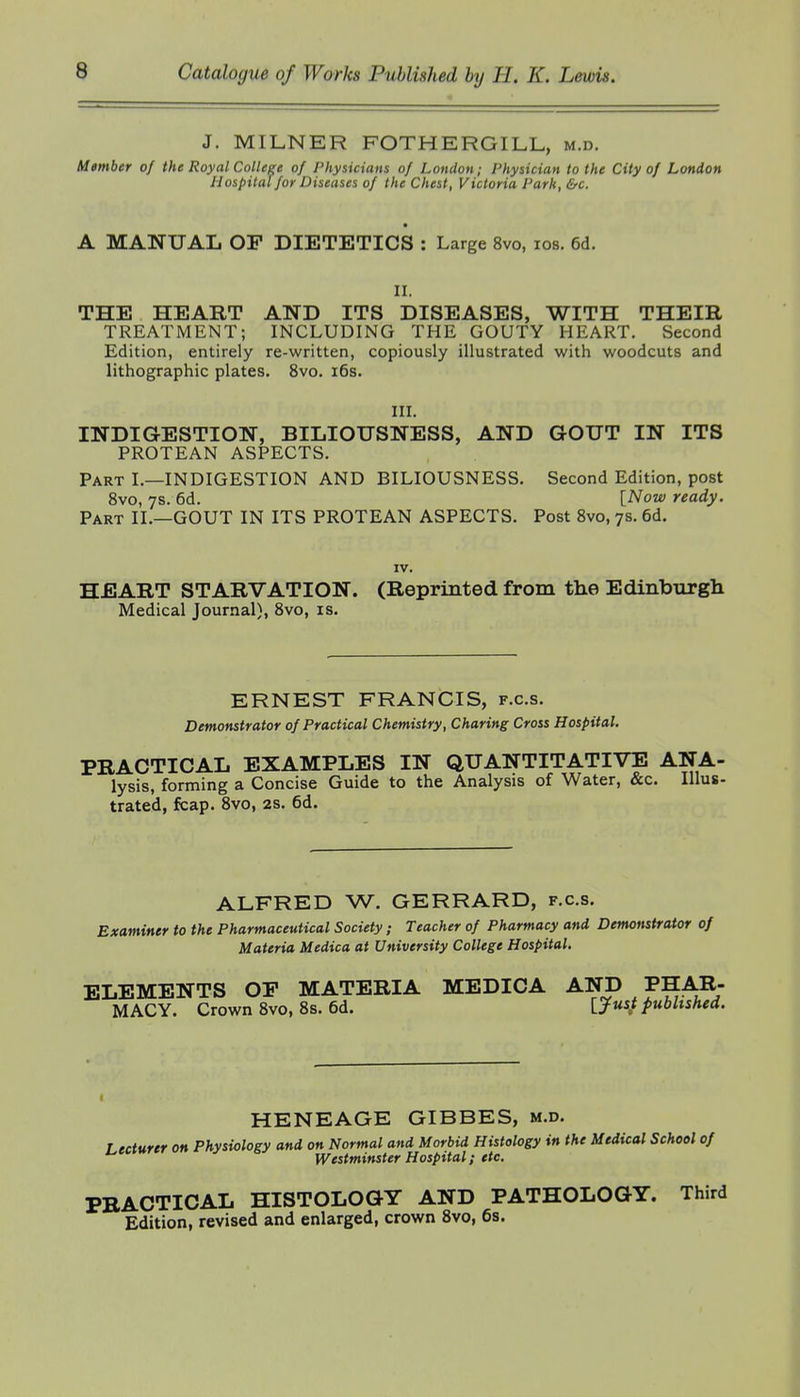 8 Catalogue of Works Published by H. K. Lewis.
J. MILNER FOTHERGILL, M.D.
Member of the Royal College of Physicians of London; Physician to the City of London
Hospital for Diseases of the Chest, Victoria Park, &c.
A MANUAL OF DIETETICS : Large 8vo, 10s. 6d.
II.
THE HEART AND ITS DISEASES, WITH THEIR
TREATMENT; INCLUDING THE GOUTY HEART. Second
Edition, entirely re-written, copiously illustrated with woodcuts and
lithographic plates. 8vo. 16s.
III.
INDIGESTION, BILIOUSNESS, AND GOUT IN ITS
PROTEAN ASPECTS.
PART I.—INDIGESTION AND BILIOUSNESS. Second Edition, post
8vo, 7s. 6d. [Now ready.
PART II.—GOUT IN ITS PROTEAN ASPECTS. Post 8vo, 7s. 6d.
IV.
HEART STARVATION. (Reprinted from the Edinburgh
Medical Journal), 8vo, 1s.
ERNEST FRANCIS, F.C.S.
Demonstrator of Practical Chemistry, Charing Cross Hospital.
PRACTICAL EXAMPLES IN QUANTITATIVE ANA-
lysis, forming a Concise Guide to the Analysis of Water, &c. Illus-
trated, fcap. 8vo, 2s. 6d.
ALFRED W. GERRARD, F.C.S.
Examiner to the Pharmaceutical Society; Teacher of Pharmacy and Demonstrator of
Materia Medica at University College Hospital.
ELEMENTS OF MATERIA MEDICA AND PHAR-
MACY. Crown 8vo, 8s. 6d. [Just published.
HENEAGE GIBBES, M.D.
Lecturer on Physiology and on Normal and Morbid Histology in the Medical School of
Westminster Hospital; etc.
PRACTICAL HISTOLOGY AND PATHOLOGY. Third
Edition, revised and enlarged, crown 8vo, 6s.